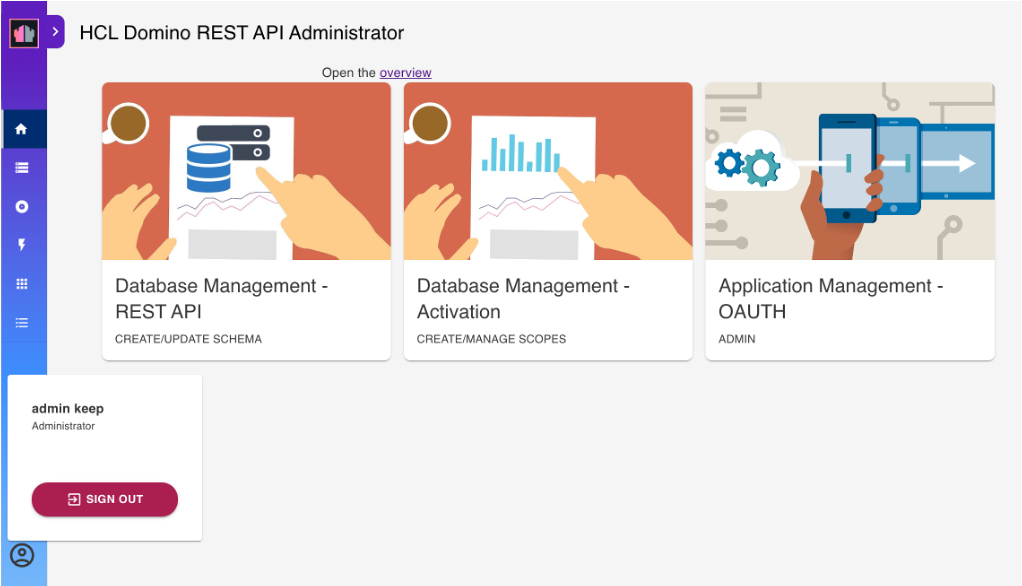 HCL Domino REST API Administrator
Open the overview
Database Management -
REST API
CREATE/UPDATE SCHEMA
Database Management -
Activation
CREATE/MANAGE SCOPES
Application Management -
OAUTH
ADMIN
admin keep
Administrator
SIGN OUT